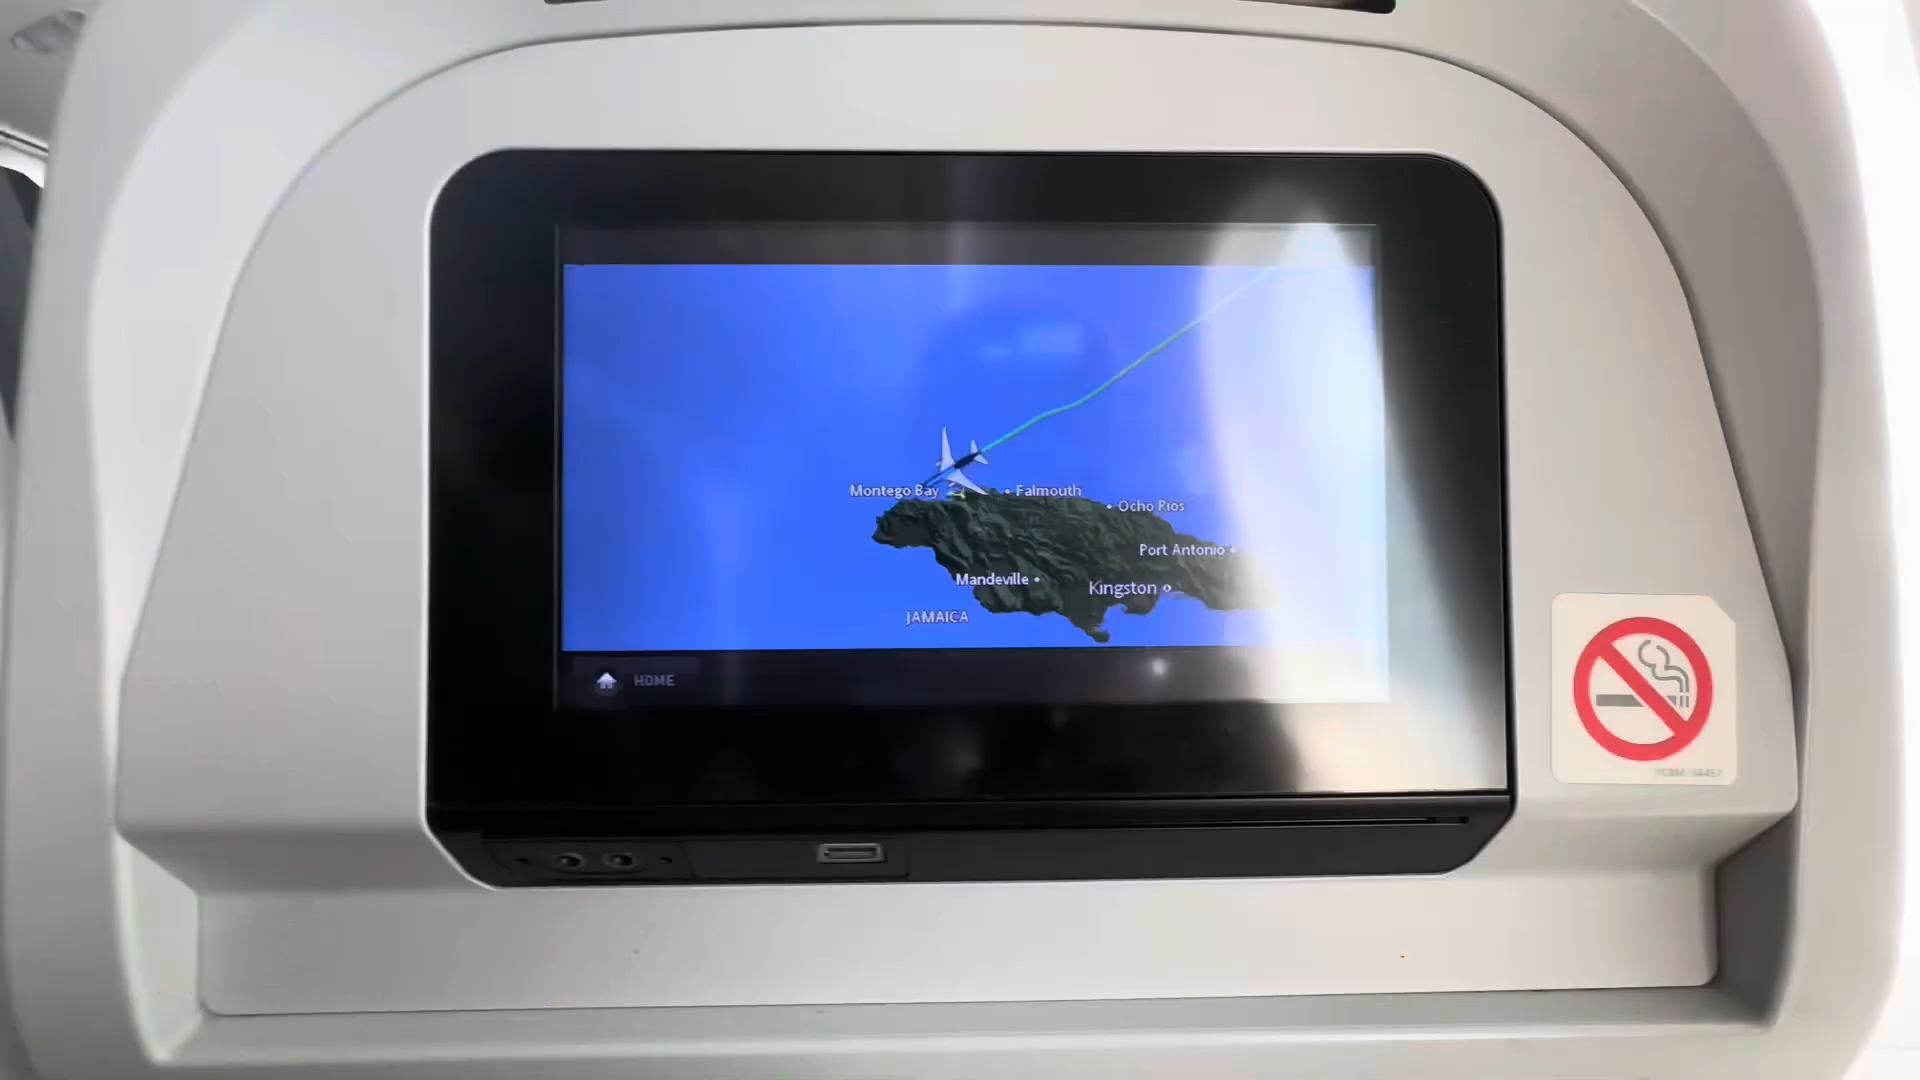 Montego Bay
Falmouth
Ocho Rios
Port Antonio
Mandeville
Kingston
JAMAICA
HOME